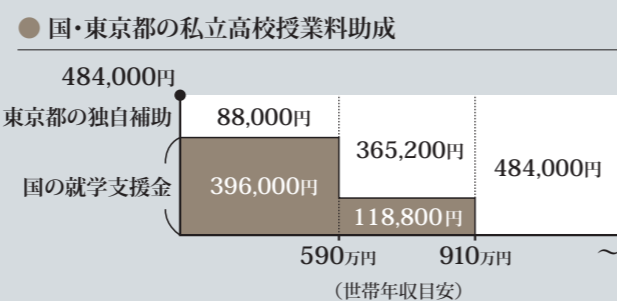 ● 国・東京都の私立高校授業料助成
484,000円
東京都の独自補助 88,000円
365,200円
484,000円
国の就学支援金 396,000円
118,800円
590万円 910万円 ～
（世帯年収目安）